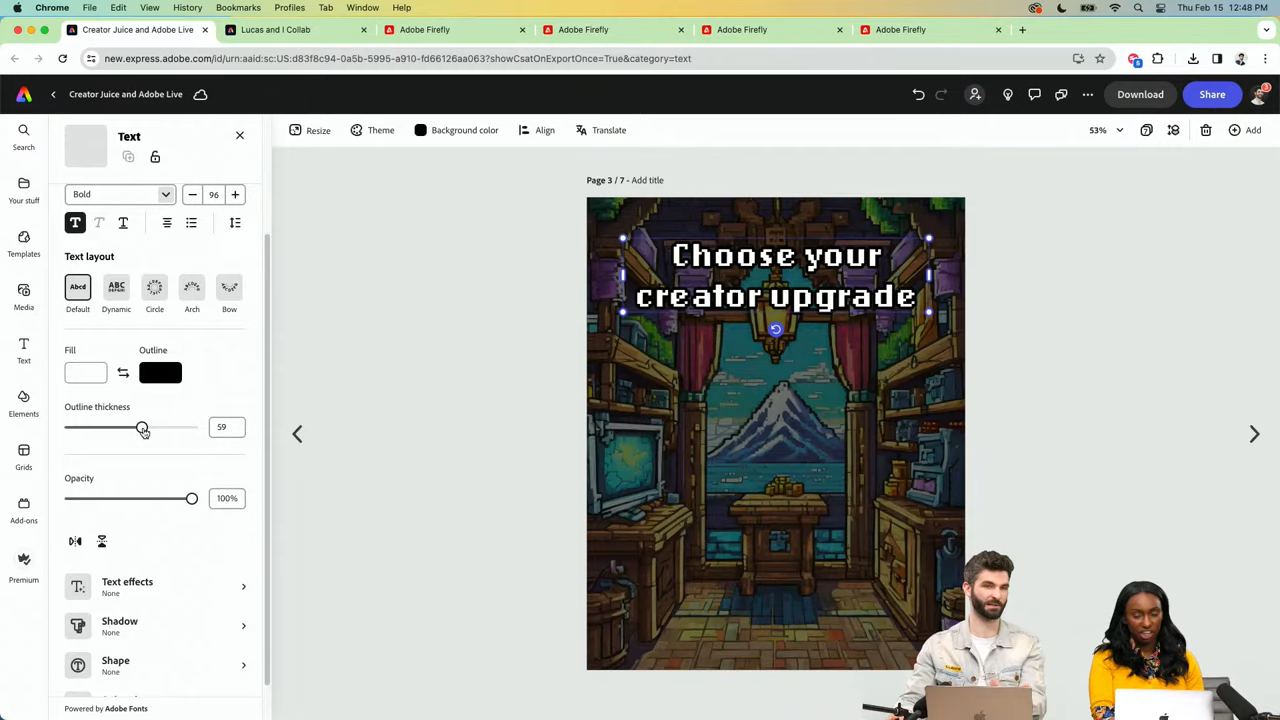 Chrome File Edit View History Bookmarks Profiles Tab Window Help Thu Feb 15 12:48 PM
Creator Juice and Adobe Live Lucas and I Collab Adobe Firefly Adobe Firefly Adobe Firefly Adobe Firefly
new.express.adobe.com/id/urn:aaid:sc:US:d83f8c94-0a5b-5995-a910-fd66126aa063?showCsatOnExportOnce=True&category=text
Creator Juice and Adobe Live Download Share
Resize Theme Background color Align Translate 53% Add
Search
Your stuff
Templates
Media
Text
Elements
Grids
Add-ons
Premium
Text
Bold 96
Text layout
Abcd ABC
Default Dynamic Circle Arch Bow
Fill Outline
Outline thickness
59
Opacity
100%
Text effects
None
Shadow
None
Shape
None
Powered by Adobe Fonts
Page 3 / 7 - Add title
Choose your
creator upgrade